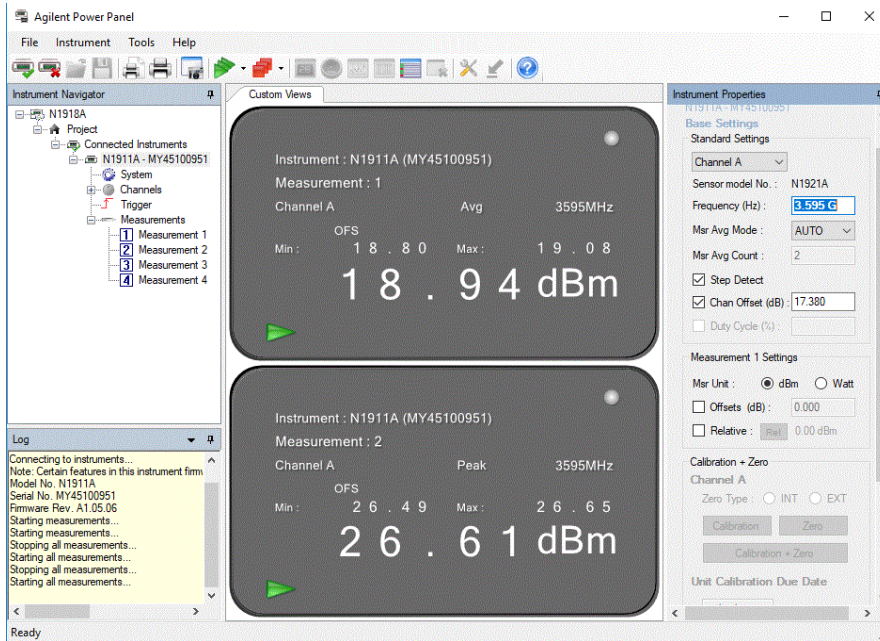 Agilent Power Panel
File Instrument Tools Help
Instrument Navigator
N1918A
Project
Connected Instruments
N1911A - MY45100951
System
Channels
Trigger
Measurements
1 Measurement 1
2 Measurement 2
3 Measurement 3
4 Measurement 4
Log
Connecting to instruments...
Note: Certain features in this instrument firm
Model No. N1911A
Serial No. MY45100951
Firmware Rev. A1.05.06
Starting measurements...
Starting measurements...
Stopping all measurements...
Starting all measurements...
Stopping all measurements...
Starting all measurements...
Custom Views
Instrument : N1911A (MY45100951)
Measurement : 1
Channel A Avg 3595MHz
OFS
Min : 18.80 Max : 19.08
18.94 dBm
Instrument : N1911A (MY45100951)
Measurement : 2
Channel A Peak 3595MHz
OFS
Min : 26.49 Max : 26.65
26.61 dBm
Instrument Properties
N1911A - MY45100951
Base Settings
Standard Settings
Channel A
Sensor model No. : N1921A
Frequency (Hz) : 3.595 G
Msr Avg Mode : AUTO
Msr Avg Count : 2
Step Detect
Chan Offset (dB) : 17.380
Duty Cycle (%) :
Measurement 1 Settings
Msr Unit : dBm Watt
Offsets (dB) : 0.000
Relative : Rel 0.00 dBm
Calibration + Zero
Channel A
Zero Type : INT EXT
Calibration Zero
Calibration + Zero
Unit Calibration Due Date
Ready